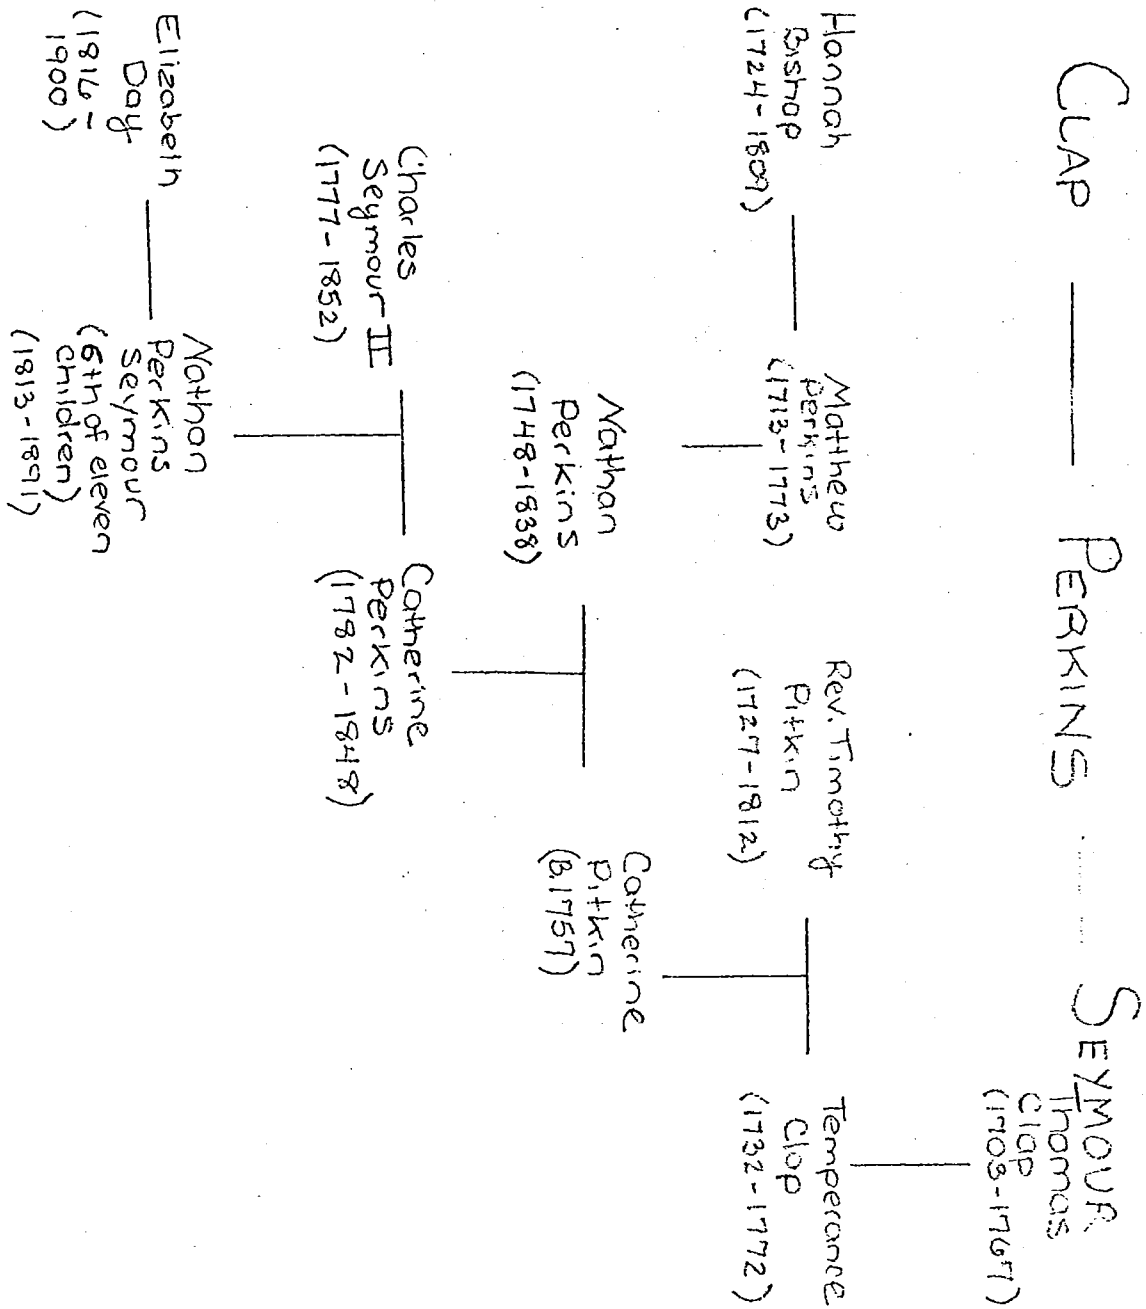 CLAP — PERKINS ..... SEYMOUR
Thomas
Clap
(1703-1767)
Hannah
Bishop
(1724-1809)
Matthew
Perkins
(1713-1773)
Rev. Timothy
Pitkin
(1727-1812)
Temperance
Clap
(1732-1772)
Nathan
Perkins
(1748-1838)
Catherine
Pitkin
(B.1757)
Charles
Seymour II
(1777-1852)
Catherine
Perkins
(1782-1848)
Elizabeth
Day
(1816-
1900)
Nathan
Perkins
Seymour
(6th of eleven
children)
(1813-1891)